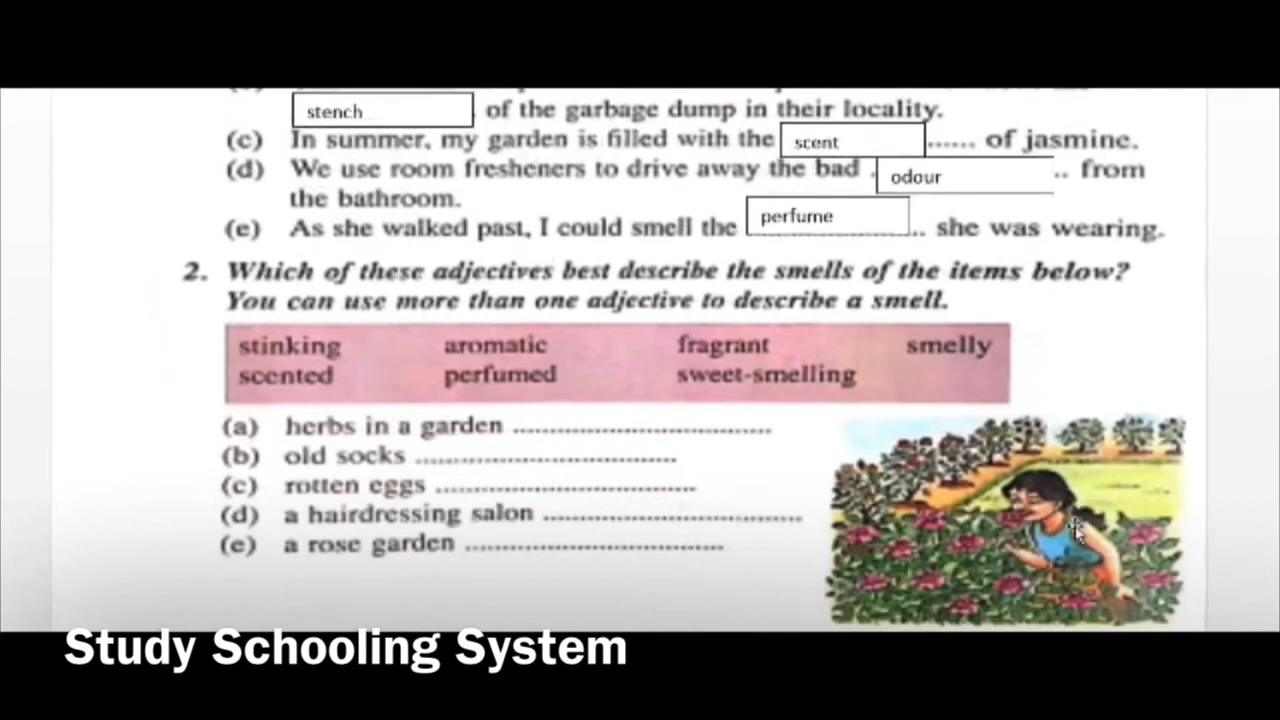 stench of the garbage dump in their locality.
(c) In summer, my garden is filled with the scent ...... of jasmine.
(d) We use room fresheners to drive away the bad . odour .. from
the bathroom.
(e) As she walked past, I could smell the perfume .. she was wearing.
2. Which of these adjectives best describe the smells of the items below?
You can use more than one adjective to describe a smell.
stinking aromatic fragrant smelly
scented perfumed sweet-smelling
(a) herbs in a garden ..........................................
(b) old socks ..........................................
(c) rotten eggs ..........................................
(d) a hairdressing salon ..........................................
(e) a rose garden ..........................................
Study Schooling System